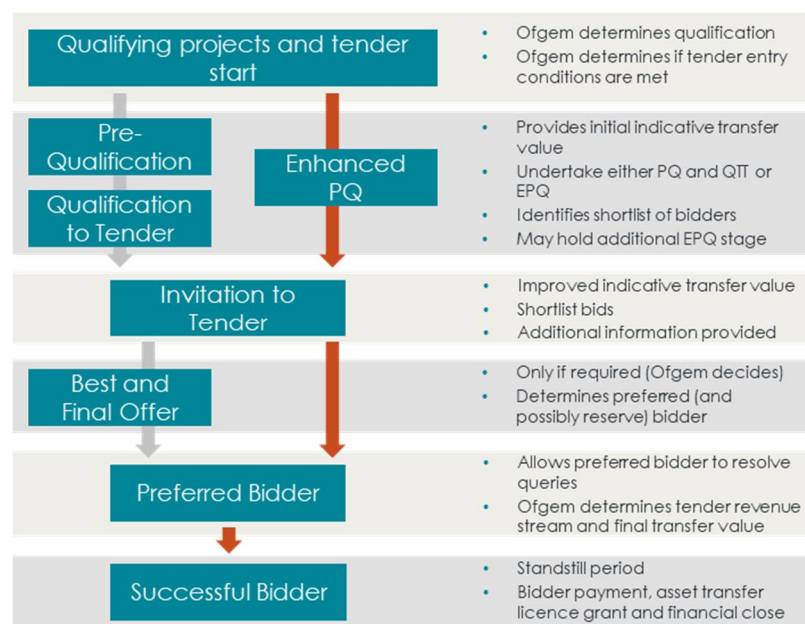 Qualifying projects and tender
start
• Ofgem determines qualification
• Ofgem determines if tender entry
conditions are met
Pre-
Qualification
Qualification
to Tender
Enhanced
PQ
• Provides initial indicative transfer
value
• Undertake either PQ and QTT or
EPQ
• Identifies shortlist of bidders
• May hold additional EPQ stage
Invitation to
Tender
• Improved indicative transfer value
• Shortlist bids
• Additional information provided
Best and
Final Offer
• Only if required (Ofgem decides)
• Determines preferred (and
possibly reserve) bidder
Preferred Bidder
• Allows preferred bidder to resolve
queries
• Ofgem determines tender revenue
stream and final transfer value
Successful Bidder
• Standstill period
• Bidder payment, asset transfer
licence grant and financial close